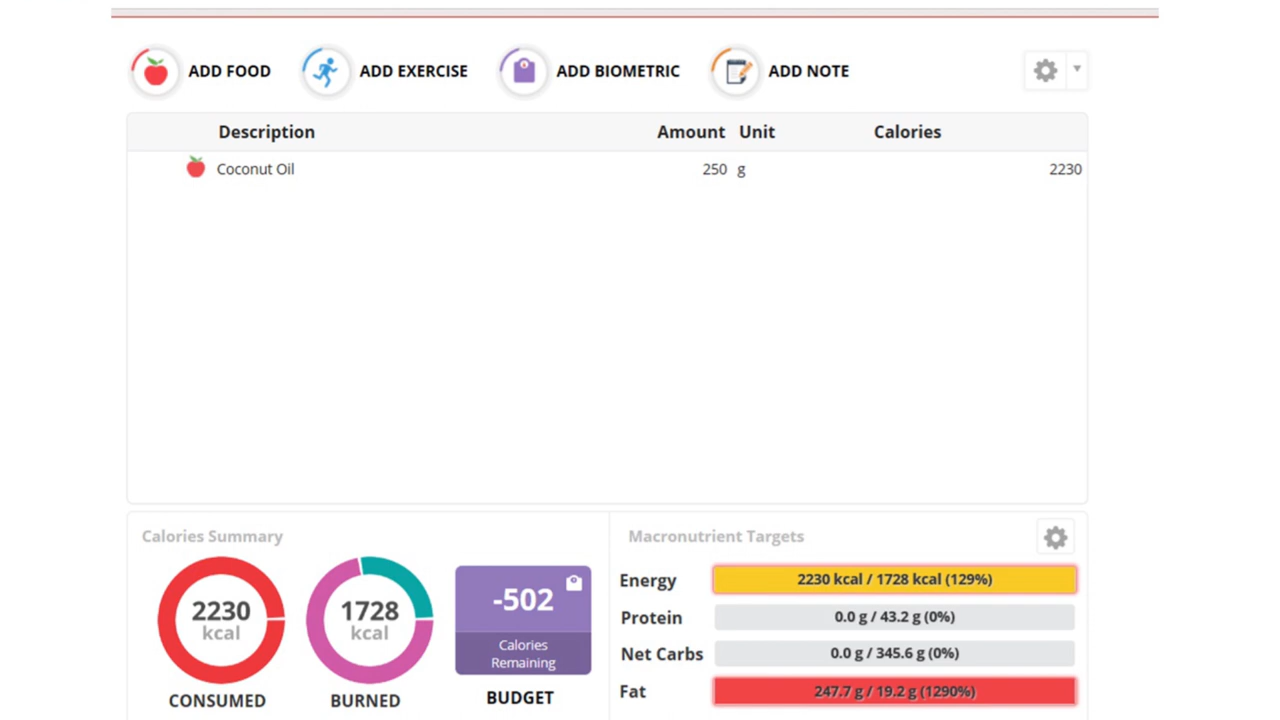 ADD FOOD ADD EXERCISE ADD BIOMETRIC ADD NOTE
Description Amount Unit Calories
Coconut Oil 250 g 2230
Calories Summary
2230
kcal
CONSUMED
1728
kcal
BURNED
-502
Calories
Remaining
BUDGET
Macronutrient Targets
Energy 2230 kcal / 1728 kcal (129%)
Protein 0.0 g / 43.2 g (0%)
Net Carbs 0.0 g / 345.6 g (0%)
Fat 247.7 g / 19.2 g (1290%)